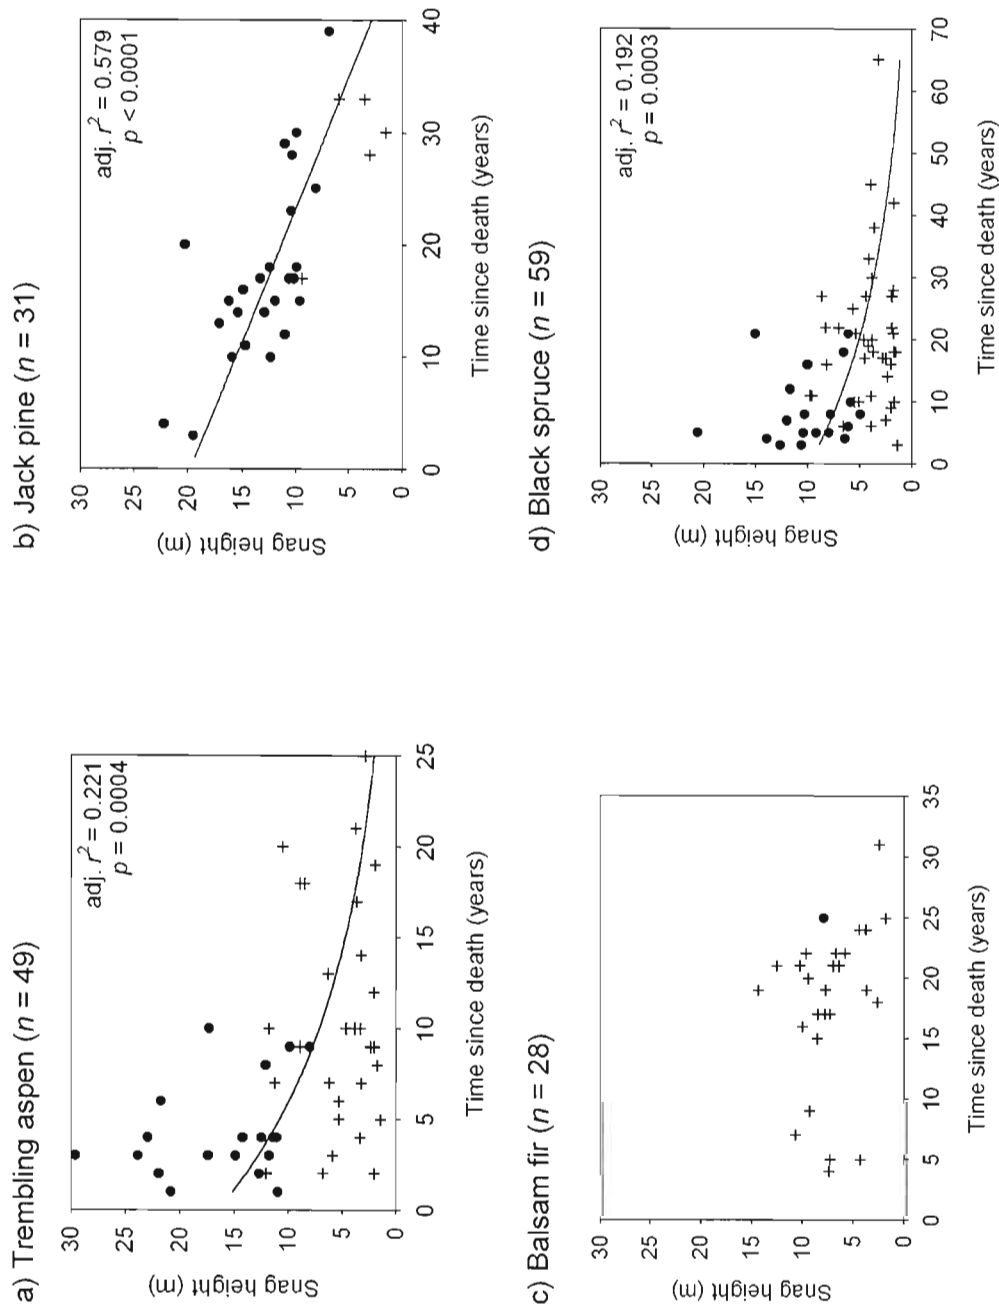 a) Trembling aspen (n = 49)
adj. r² = 0.221
p = 0.0004
30
25
20
15
10
5
0
Snag height (m)
0 5 10 15 20 25
Time since death (years)
b) Jack pine (n = 31)
adj. r² = 0.579
p < 0.0001
30
25
20
15
10
5
0
Snag height (m)
0 10 20 30 40
Time since death (years)
c) Balsam fir (n = 28)
30
25
20
15
10
5
0
Snag height (m)
0 5 10 15 20 25 30 35
Time since death (years)
d) Black spruce (n = 59)
adj. r² = 0.192
p = 0.0003
30
25
20
15
10
5
0
Snag height (m)
0 10 20 30 40 50 60 70
Time since death (years)